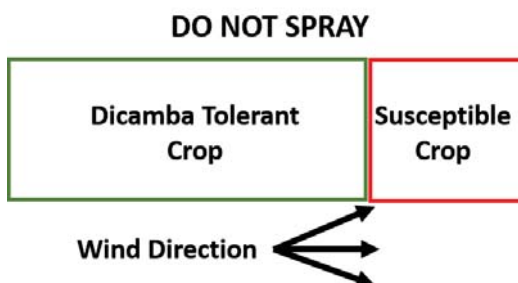 DO NOT SPRAY
Dicamba Tolerant
Crop
Susceptible
Crop
Wind Direction